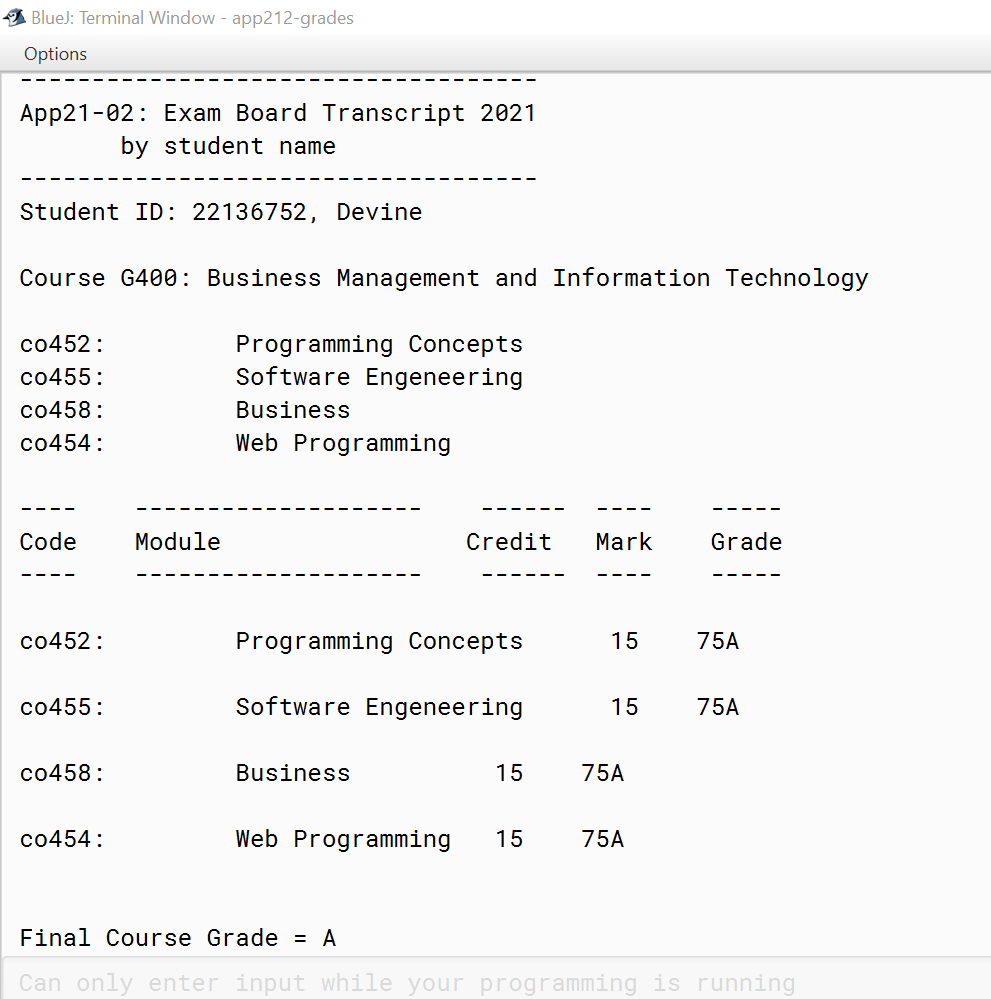 BlueJ: Terminal Window - app212-grades
Options
------------------------------------
App21-02: Exam Board Transcript 2021
       by student name
------------------------------------
Student ID: 22136752, Devine

Course G400: Business Management and Information Technology

co452:         Programming Concepts
co455:         Software Engeneering
co458:         Business
co454:         Web Programming

----    --------------------    ------  ----    -----
Code    Module                 Credit   Mark    Grade
----    --------------------    ------  ----    -----

co452:         Programming Concepts      15    75A

co455:         Software Engeneering      15    75A

co458:         Business          15    75A

co454:         Web Programming   15    75A


Final Course Grade = A
Can only enter input while your programming is running